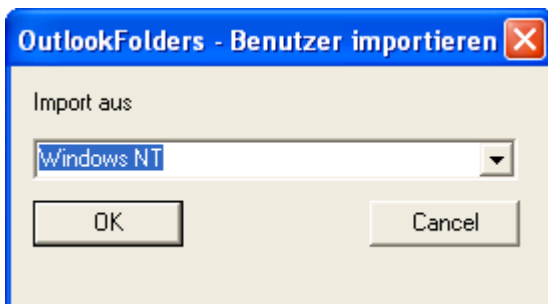 OutlookFolders - Benutzer importieren
Import aus
Windows NT
OK
Cancel